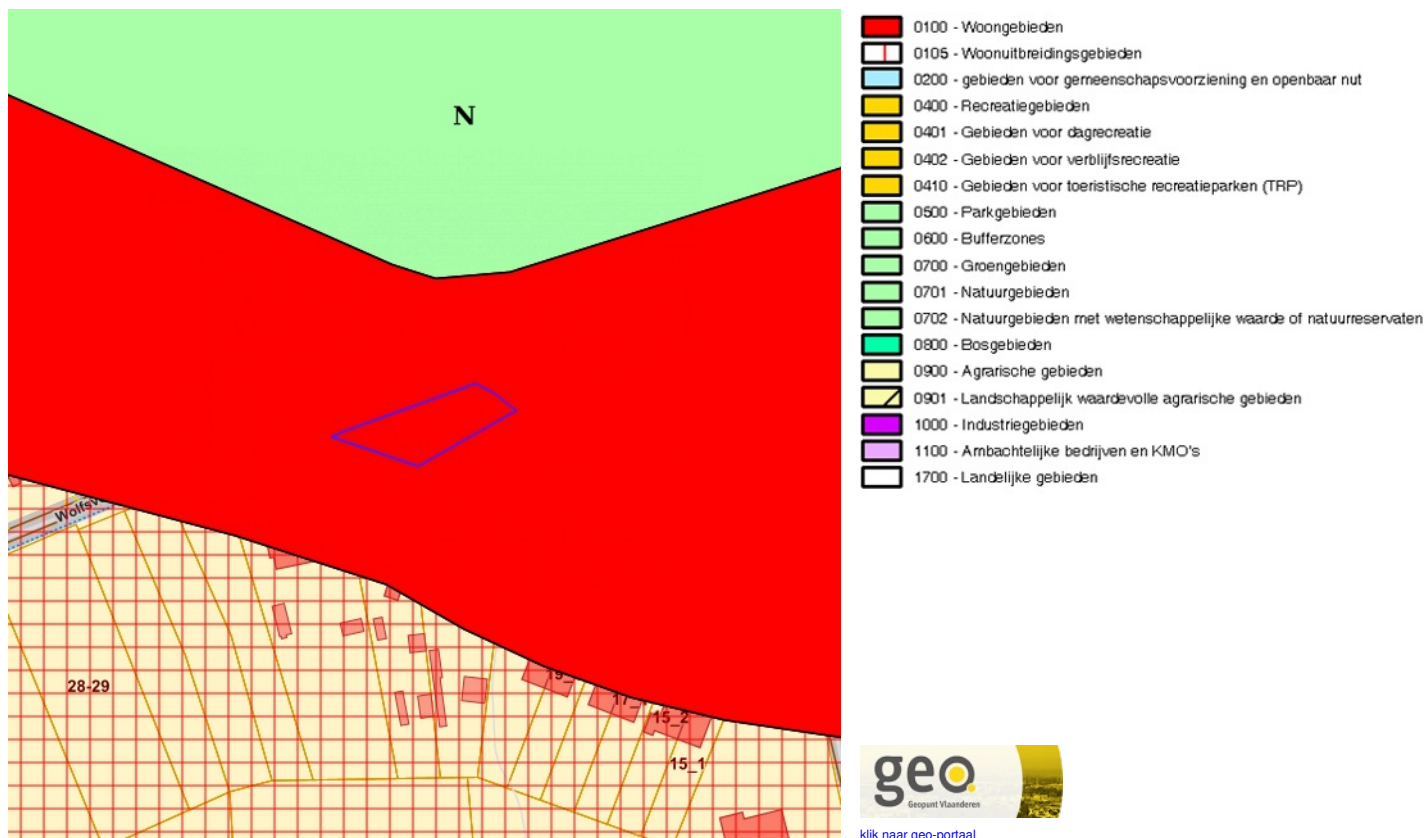 N
28-29
15_2
15_1
0100 - Woongebieden
0105 - Woonuitbreidingsgebieden
0200 - gebieden voor gemeenschapsvoorziening en openbaar nut
0400 - Recreatiegebieden
0401 - Gebieden voor dagrecreatie
0402 - Gebieden voor verblijfsrecreatie
0410 - Gebieden voor toeristische recreatieparken (TRP)
0500 - Parkgebieden
0600 - Bufferzones
0700 - Groengebieden
0701 - Natuurgebieden
0702 - Natuurgebieden met wetenschappelijke waarde of natuurreservaten
0800 - Bosgebieden
0900 - Agrarische gebieden
0901 - Landschappelijk waardevolle agrarische gebieden
1000 - Industriegebieden
1100 - Ambachtelijke bedrijven en KMO's
1700 - Landelijke gebieden
geo.
Geopunt Vlaanderen
klik naar geo-portaal